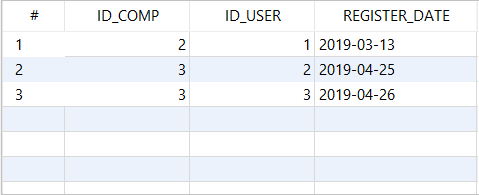 # ID_COMP ID_USER REGISTER_DATE
1 2 1 2019-03-13
2 3 2 2019-04-25
3 3 3 2019-04-26